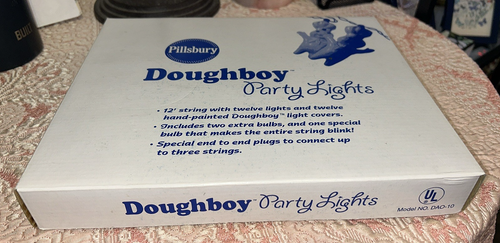 Pillsbury
Doughboy™
Party Lights
• 12' string with twelve lights and twelve
hand-painted Doughboy™ light covers.
• Includes two extra bulbs, and one special
bulb that makes the entire string blink!
• Special end to end plugs to connect up
to three strings.
Doughboy™ Party Lights
UL
Model NO. DAO-10